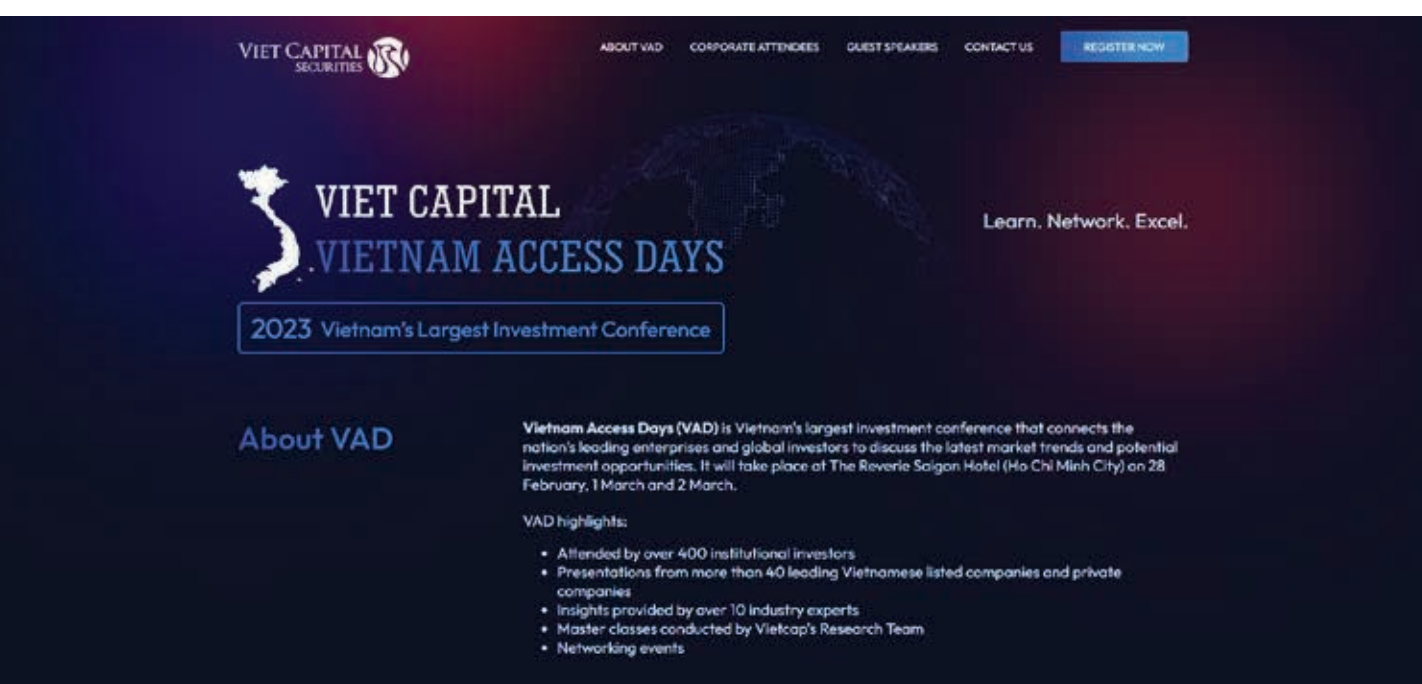 VIET CAPITAL
SECURITIES
ABOUT VAD CORPORATE ATTENDEES GUEST SPEAKERS CONTACT US REGISTER NOW
VIET CAPITAL
VIETNAM ACCESS DAYS
Learn. Network. Excel.
2023 Vietnam's Largest Investment Conference
About VAD
Vietnam Access Days (VAD) is Vietnam's largest investment conference that connects the
nation's leading enterprises and global investors to discuss the latest market trends and potential
investment opportunities. It will take place at The Reverie Saigon Hotel (Ho Chi Minh City) on 28
February, 1 March and 2 March.
VAD highlights:
• Attended by over 400 institutional investors
• Presentations from more than 40 leading Vietnamese listed companies and private
companies
• Insights provided by over 10 industry experts
• Master classes conducted by Vietcap's Research Team
• Networking events